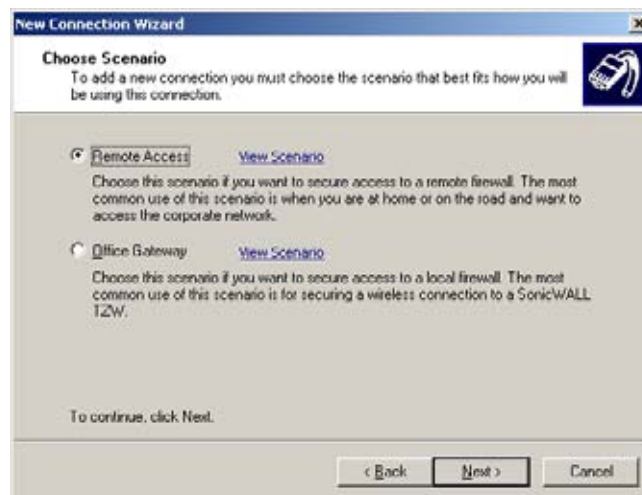 New Connection Wizard
Choose Scenario
To add a new connection you must choose the scenario that best fits how you will
be using this connection.
Remote Access
View Scenario
Choose this scenario if you want to secure access to a remote firewall. The most
common use of this scenario is when you are at home or on the road and want to
access the corporate network.
Office Gateway
View Scenario
Choose this scenario if you want to secure access to a local firewall. The most
common use of this scenario is for securing a wireless connection to a SonicWALL
TZW.
To continue, click Next.
< Back
Next >
Cancel